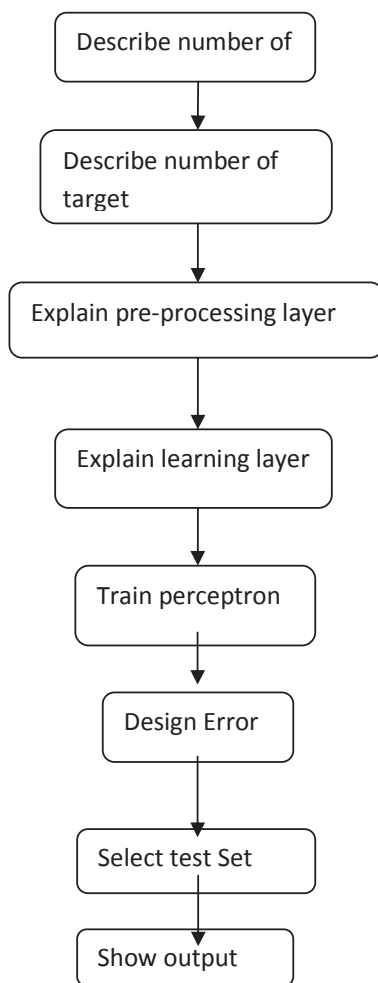 Describe number of
Describe number of
target
Explain pre-processing layer
Explain learning layer
Train perceptron
Design Error
Select test Set
Show output